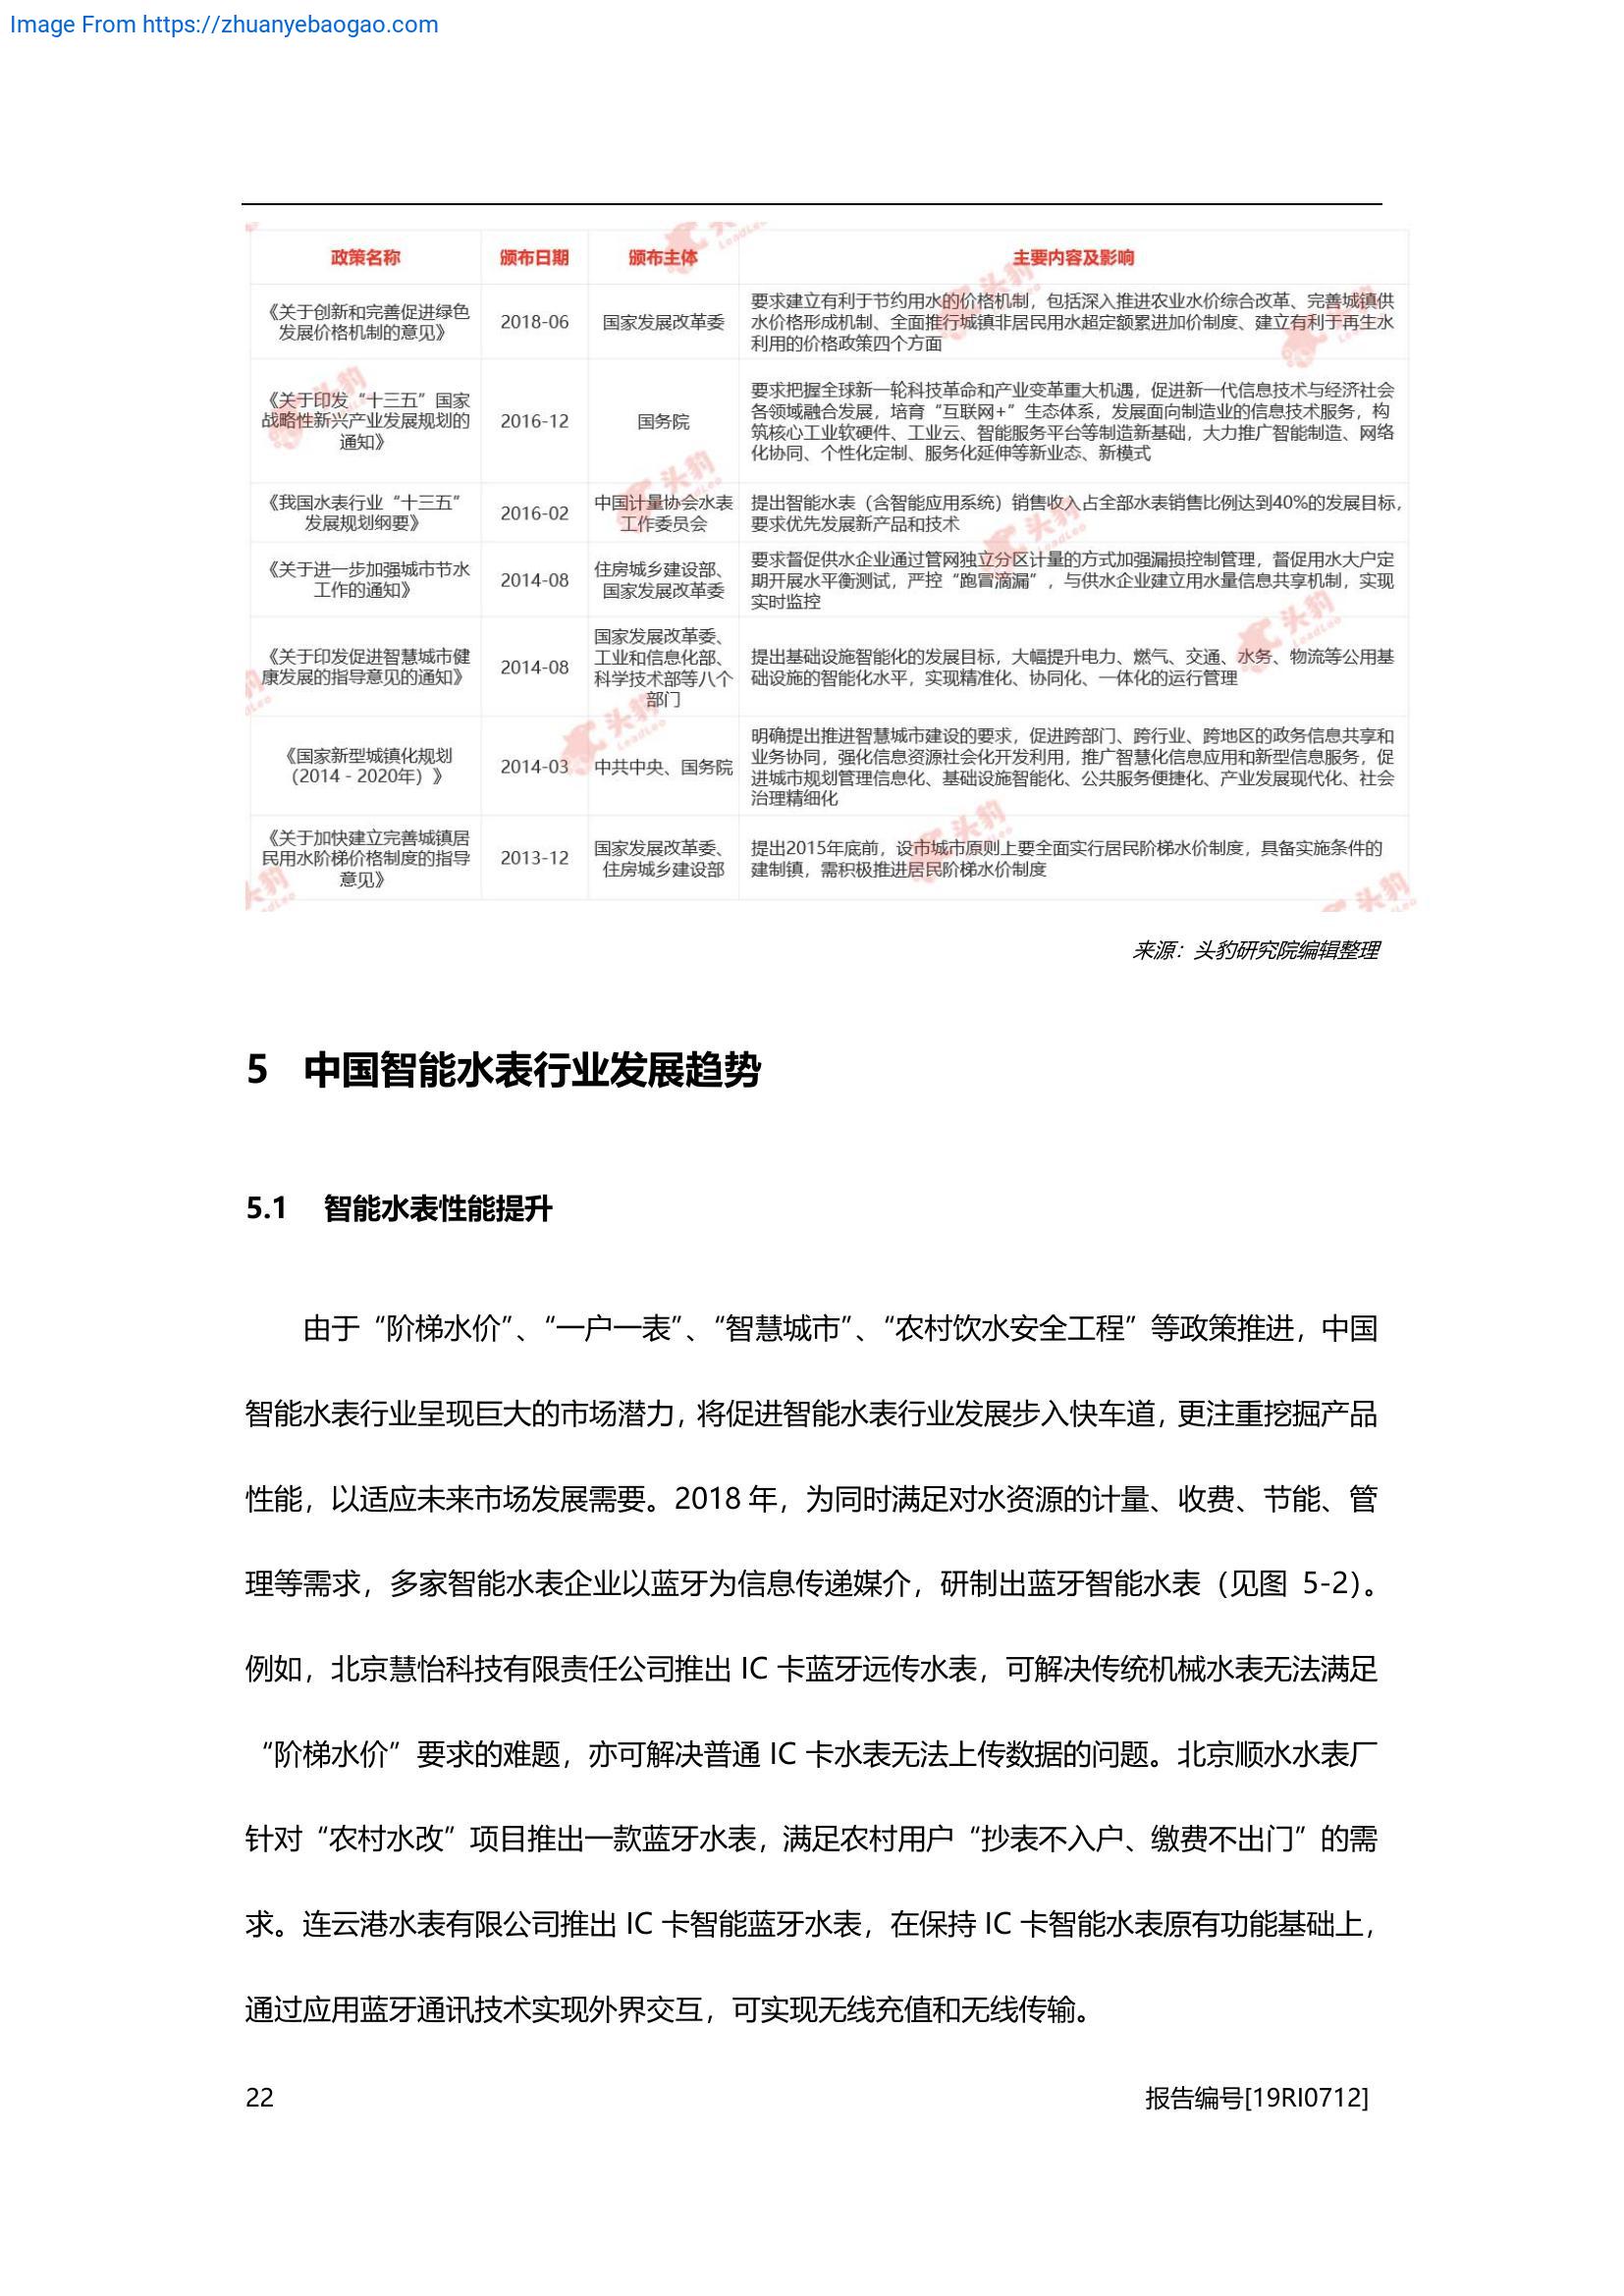 Image From https://zhuanyebaogao.com
政策名称 颁布日期 颁布主体 主要内容及影响
《关于创新和完善促进绿色
发展价格机制的意见》
2018-06
国家发展改革委
要求建立有利于节约用水的价格机制，包括深入推进农业水价综合改革、完善城镇供
水价格形成机制、全面推行城镇非居民用水超定额累进加价制度、建立有利于再生水
利用的价格政策四个方面
《关于印发“十三五”国家
战略性新兴产业发展规划的
通知》
2016-12
国务院
要求把握全球新一轮科技革命和产业变革重大机遇，促进新一代信息技术与经济社会
各领域融合发展，培育“互联网+”生态体系，发展面向制造业的信息技术服务，构
筑核心工业软硬件、工业云、智能服务平台等制造新基础，大力推广智能制造、网络
化协同、个性化定制、服务化延伸等新业态、新模式
《我国水表行业“十三五”
发展规划纲要》
2016-02
中国计量协会水表
工作委员会
提出智能水表（含智能应用系统）销售收入占全部水表销售比例达到40%的发展目标，
要求优先发展新产品和技术
《关于进一步加强城市节水
工作的通知》
2014-08
住房城乡建设部、
国家发展改革委
要求督促供水企业通过管网独立分区计量的方式加强漏损控制管理，督促用水大户定
期开展水平衡测试，严控“跑冒滴漏”，与供水企业建立用水量信息共享机制，实现
实时监控
《关于印发促进智慧城市健
康发展的指导意见的通知》
2014-08
国家发展改革委、
工业和信息化部、
科学技术部等八个
部门
提出基础设施智能化的发展目标，大幅提升电力、燃气、交通、水务、物流等公用基
础设施的智能化水平，实现精准化、协同化、一体化的运行管理
《国家新型城镇化规划
（2014－2020年）》
2014-03
中共中央、国务院
明确提出推进智慧城市建设的要求，促进跨部门、跨行业、跨地区的政务信息共享和
业务协同，强化信息资源社会化开发利用，推广智慧化信息应用和新型信息服务，促
进城市规划管理信息化、基础设施智能化、公共服务便捷化、产业发展现代化、社会
治理精细化
《关于加快建立完善城镇居
民用水阶梯价格制度的指导
意见》
2013-12
国家发展改革委、
住房城乡建设部
提出2015年底前，设市城市原则上要全面实行居民阶梯水价制度，具备实施条件的
建制镇，需积极推进居民阶梯水价制度
来源：头豹研究院编辑整理
5 中国智能水表行业发展趋势
5.1 智能水表性能提升
由于“阶梯水价”、“一户一表”、“智慧城市”、“农村饮水安全工程”等政策推进，中国
智能水表行业呈现巨大的市场潜力，将促进智能水表行业发展步入快车道，更注重挖掘产品
性能，以适应未来市场发展需要。2018 年，为同时满足对水资源的计量、收费、节能、管
理等需求，多家智能水表企业以蓝牙为信息传递媒介，研制出蓝牙智能水表（见图 5-2）。
例如，北京慧怡科技有限责任公司推出 IC 卡蓝牙远传水表，可解决传统机械水表无法满足
“阶梯水价”要求的难题，亦可解决普通 IC 卡水表无法上传数据的问题。北京顺水水表厂
针对“农村水改”项目推出一款蓝牙水表，满足农村用户“抄表不入户、缴费不出门”的需
求。连云港水表有限公司推出 IC 卡智能蓝牙水表，在保持 IC 卡智能水表原有功能基础上，
通过应用蓝牙通讯技术实现外界交互，可实现无线充值和无线传输。
22 报告编号[19RI0712]